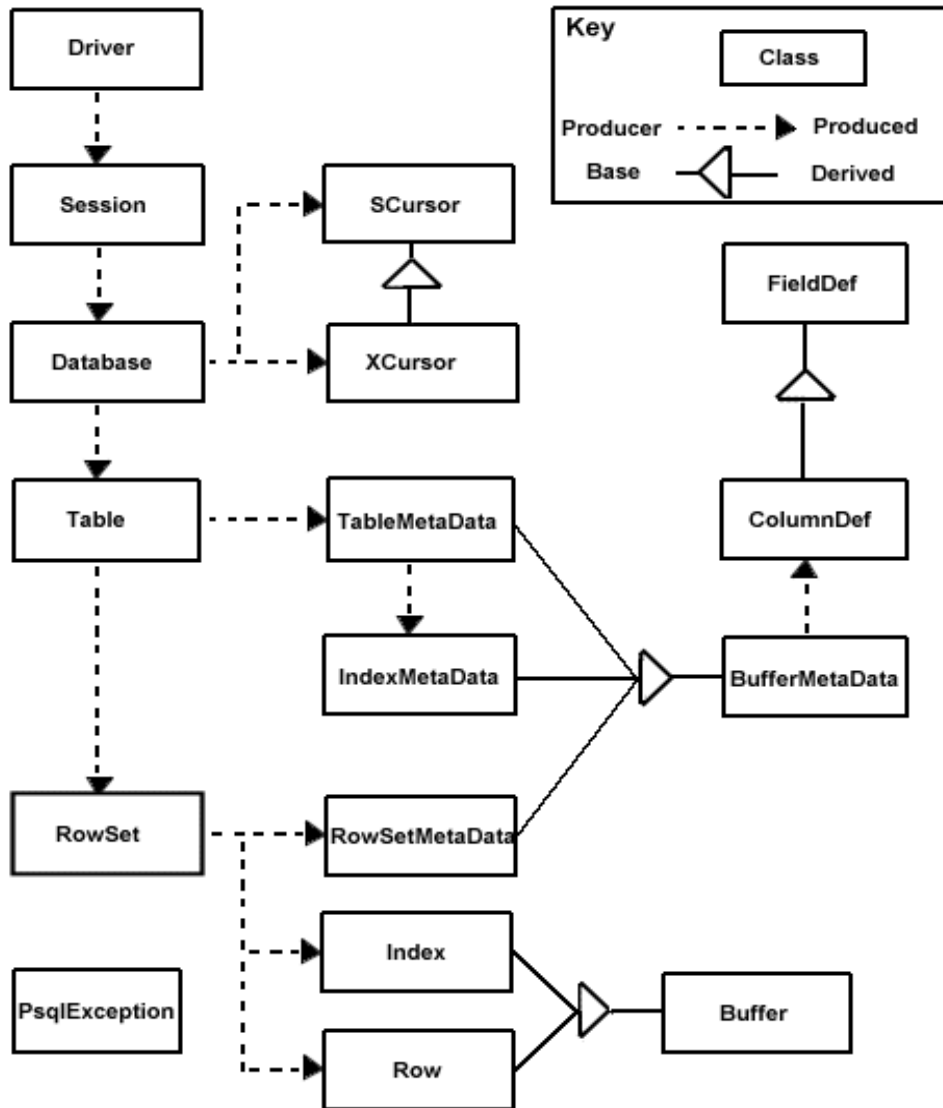 Driver
Key
Class
Producer
Produced
Base
Derived
Session
SCursor
FieldDef
Database
XCursor
Table
TableMetaData
ColumnDef
IndexMetaData
BufferMetaData
RowSet
RowSetMetaData
Index
PsqlException
Buffer
Row